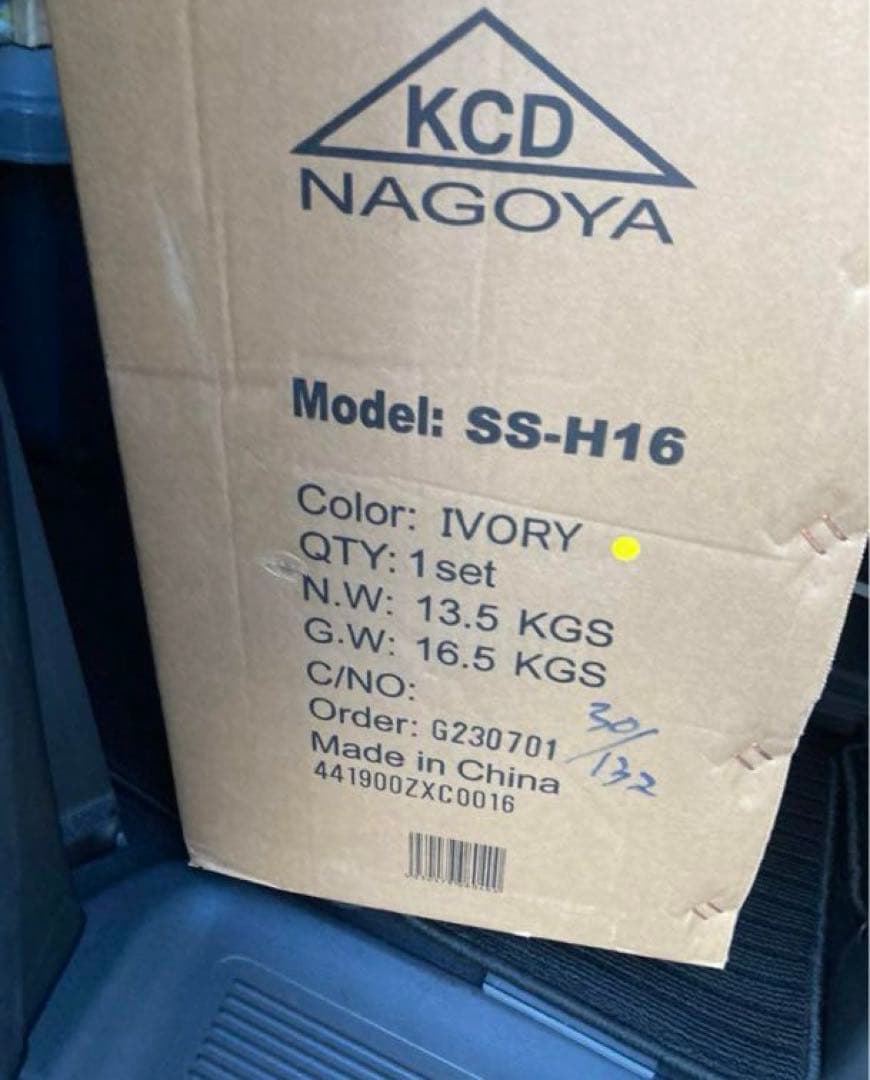 KCD
NAGOYA
Model: SS-H16
Color: IVORY
QTY: 1 set
N.W: 13.5 KGS
G.W: 16.5 KGS
C/NO:
30/
Order: G230701
132
Made in China
441900ZXC0016